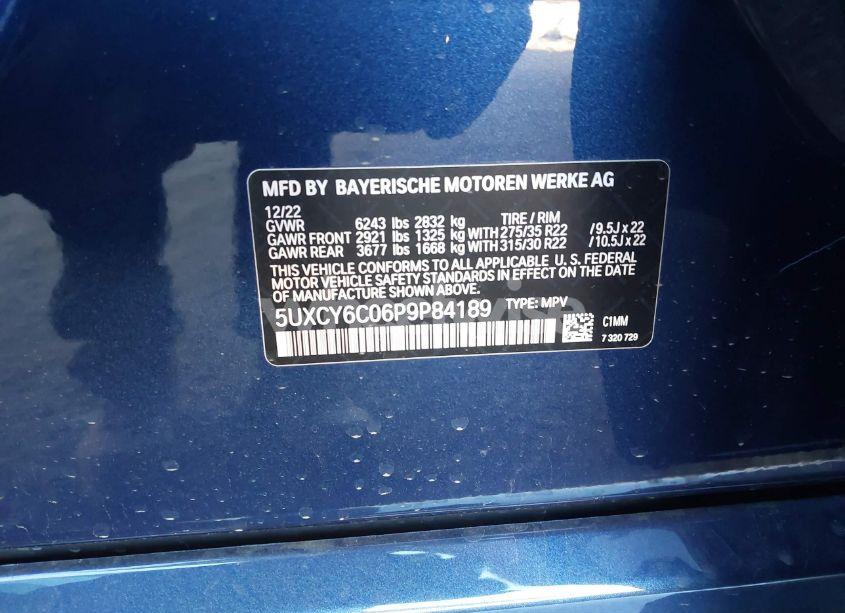 MFD BY BAYERISCHE MOTOREN WERKE AG
12/22
GVWR 6243 lbs 2832 kg TIRE / RIM
GAWR FRONT 2921 lbs 1325 kg WITH 275/35 R22 /9.5J x 22
GAWR REAR 3677 lbs 1668 kg WITH 315/30 R22 /10.5J x 22
THIS VEHICLE CONFORMS TO ALL APPLICABLE U.S. FEDERAL
MOTOR VEHICLE SAFETY STANDARDS IN EFFECT ON THE DATE
OF MANUFACTURE SHOWN ABOVE.
5UXCY6C06P9P84189 TYPE: MPV
C1MM
7 320 729